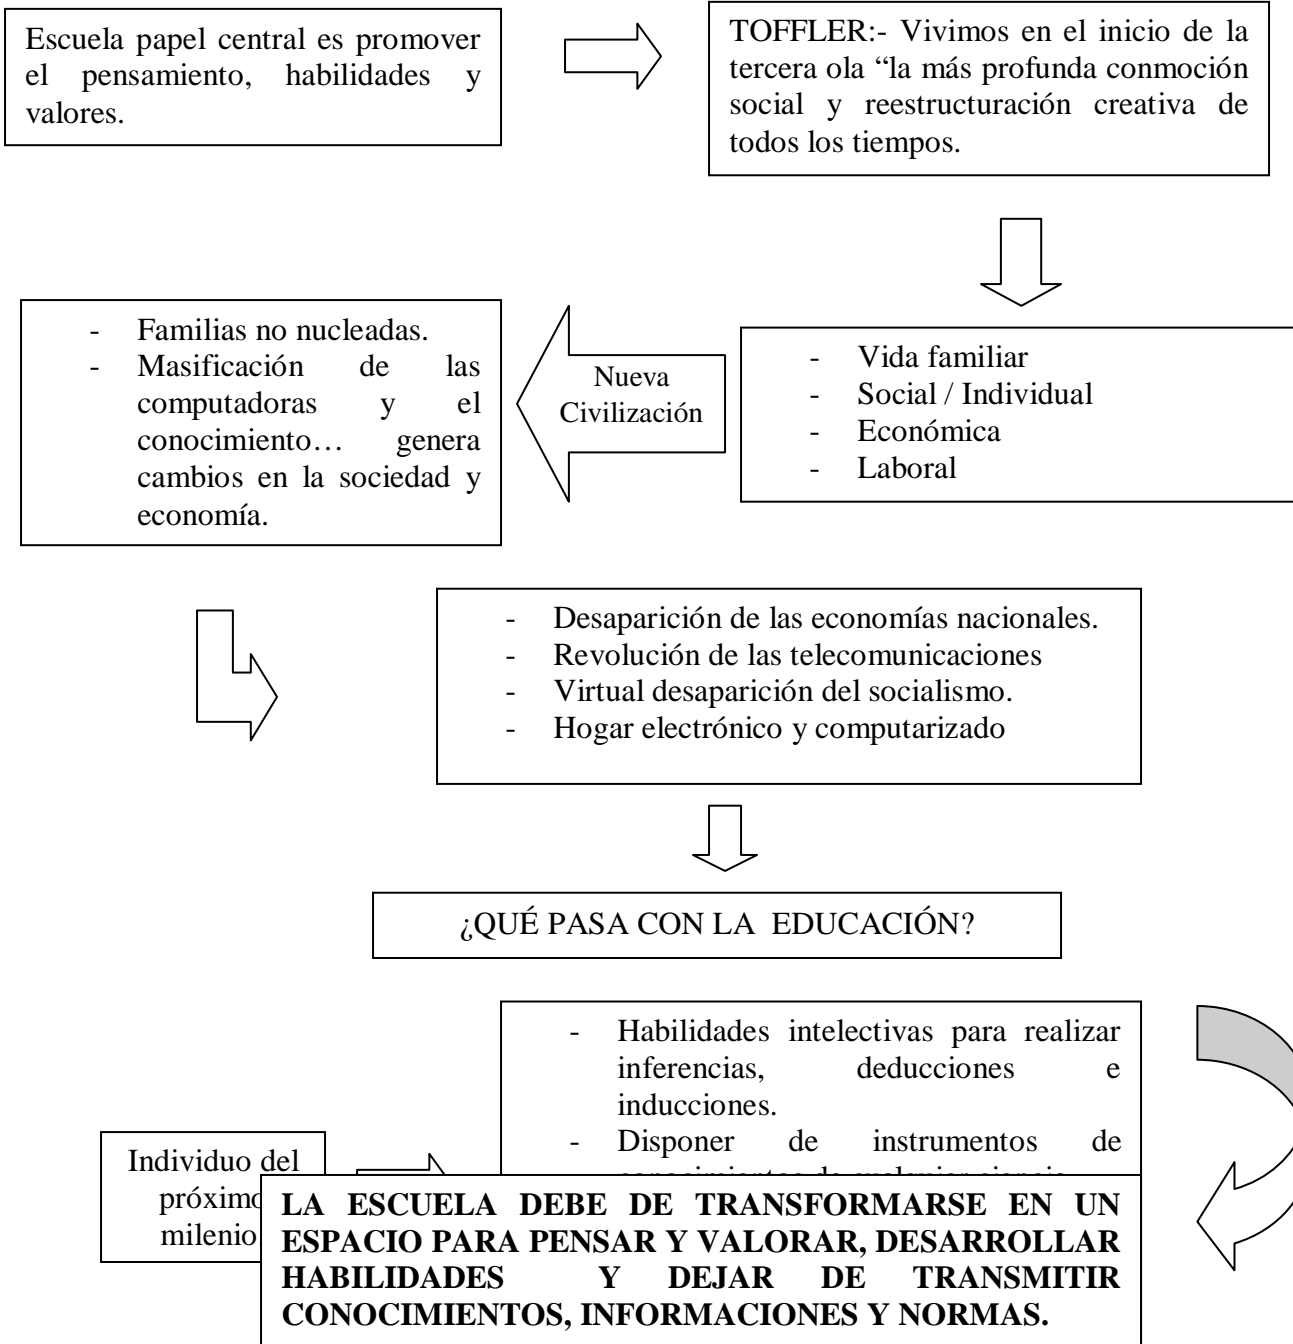 Escuela papel central es promover
el pensamiento, habilidades y
valores.
TOFFLER:- Vivimos en el inicio de la
tercera ola “la más profunda conmoción
social y reestructuración creativa de
todos los tiempos.
- Vida familiar
- Social / Individual
- Económica
- Laboral
Nueva
Civilización
- Familias no nucleadas.
- Masificación de las
computadoras y el
conocimiento… genera
cambios en la sociedad y
economía.
- Desaparición de las economías nacionales.
- Revolución de las telecomunicaciones
- Virtual desaparición del socialismo.
- Hogar electrónico y computarizado
¿QUÉ PASA CON LA EDUCACIÓN?
Individuo del
próximo
milenio
- Habilidades intelectivas para realizar
inferencias, deducciones e
inducciones.
- Disponer de instrumentos de
LA ESCUELA DEBE DE TRANSFORMARSE EN UN
ESPACIO PARA PENSAR Y VALORAR, DESARROLLAR
HABILIDADES Y DEJAR DE TRANSMITIR
CONOCIMIENTOS, INFORMACIONES Y NORMAS.